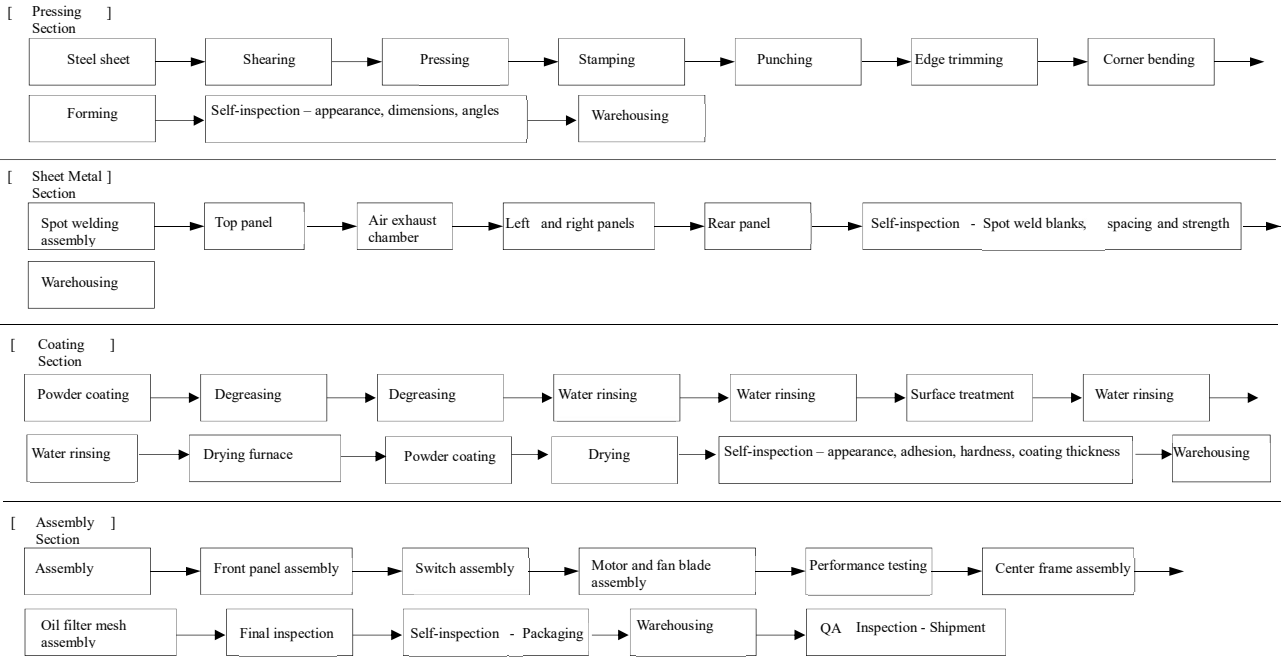 [ Pressing ]
Section
Steel sheet
Shearing
Pressing
Stamping
Punching
Edge trimming
Corner bending
Forming
Self-inspection – appearance, dimensions, angles
Warehousing
[ Sheet Metal ]
Section
Spot welding
assembly
Top panel
Air exhaust
chamber
Left and right panels
Rear panel
Self-inspection - Spot weld blanks, spacing and strength
Warehousing
[ Coating ]
Section
Powder coating
Degreasing
Degreasing
Water rinsing
Water rinsing
Surface treatment
Water rinsing
Water rinsing
Drying furnace
Powder coating
Drying
Self-inspection – appearance, adhesion, hardness, coating thickness
Warehousing
[ Assembly ]
Section
Assembly
Front panel assembly
Switch assembly
Motor and fan blade
assembly
Performance testing
Center frame assembly
Oil filter mesh
assembly
Final inspection
Self-inspection - Packaging
Warehousing
QA Inspection - Shipment